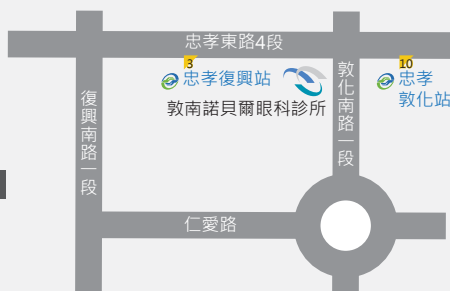 忠孝東路4段
3
忠孝復興站
10
忠孝
敦化站
敦南諾貝爾眼科診所
敦化南路一段
復興南路一段
仁愛路